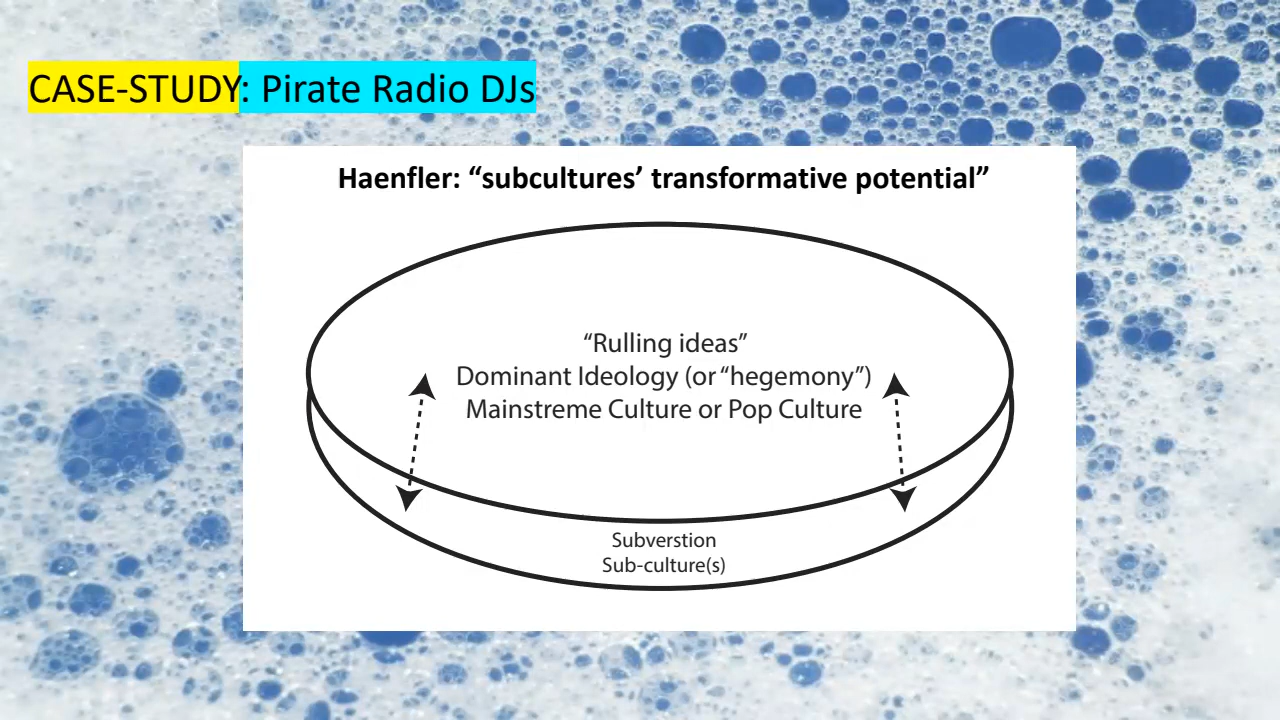 CASE-STUDY: Pirate Radio DJs
Haenfler: “subcultures’ transformative potential”
“Rulling ideas”
Dominant Ideology (or “hegemony”)
Mainstreme Culture or Pop Culture
Subverstion
Sub-culture(s)